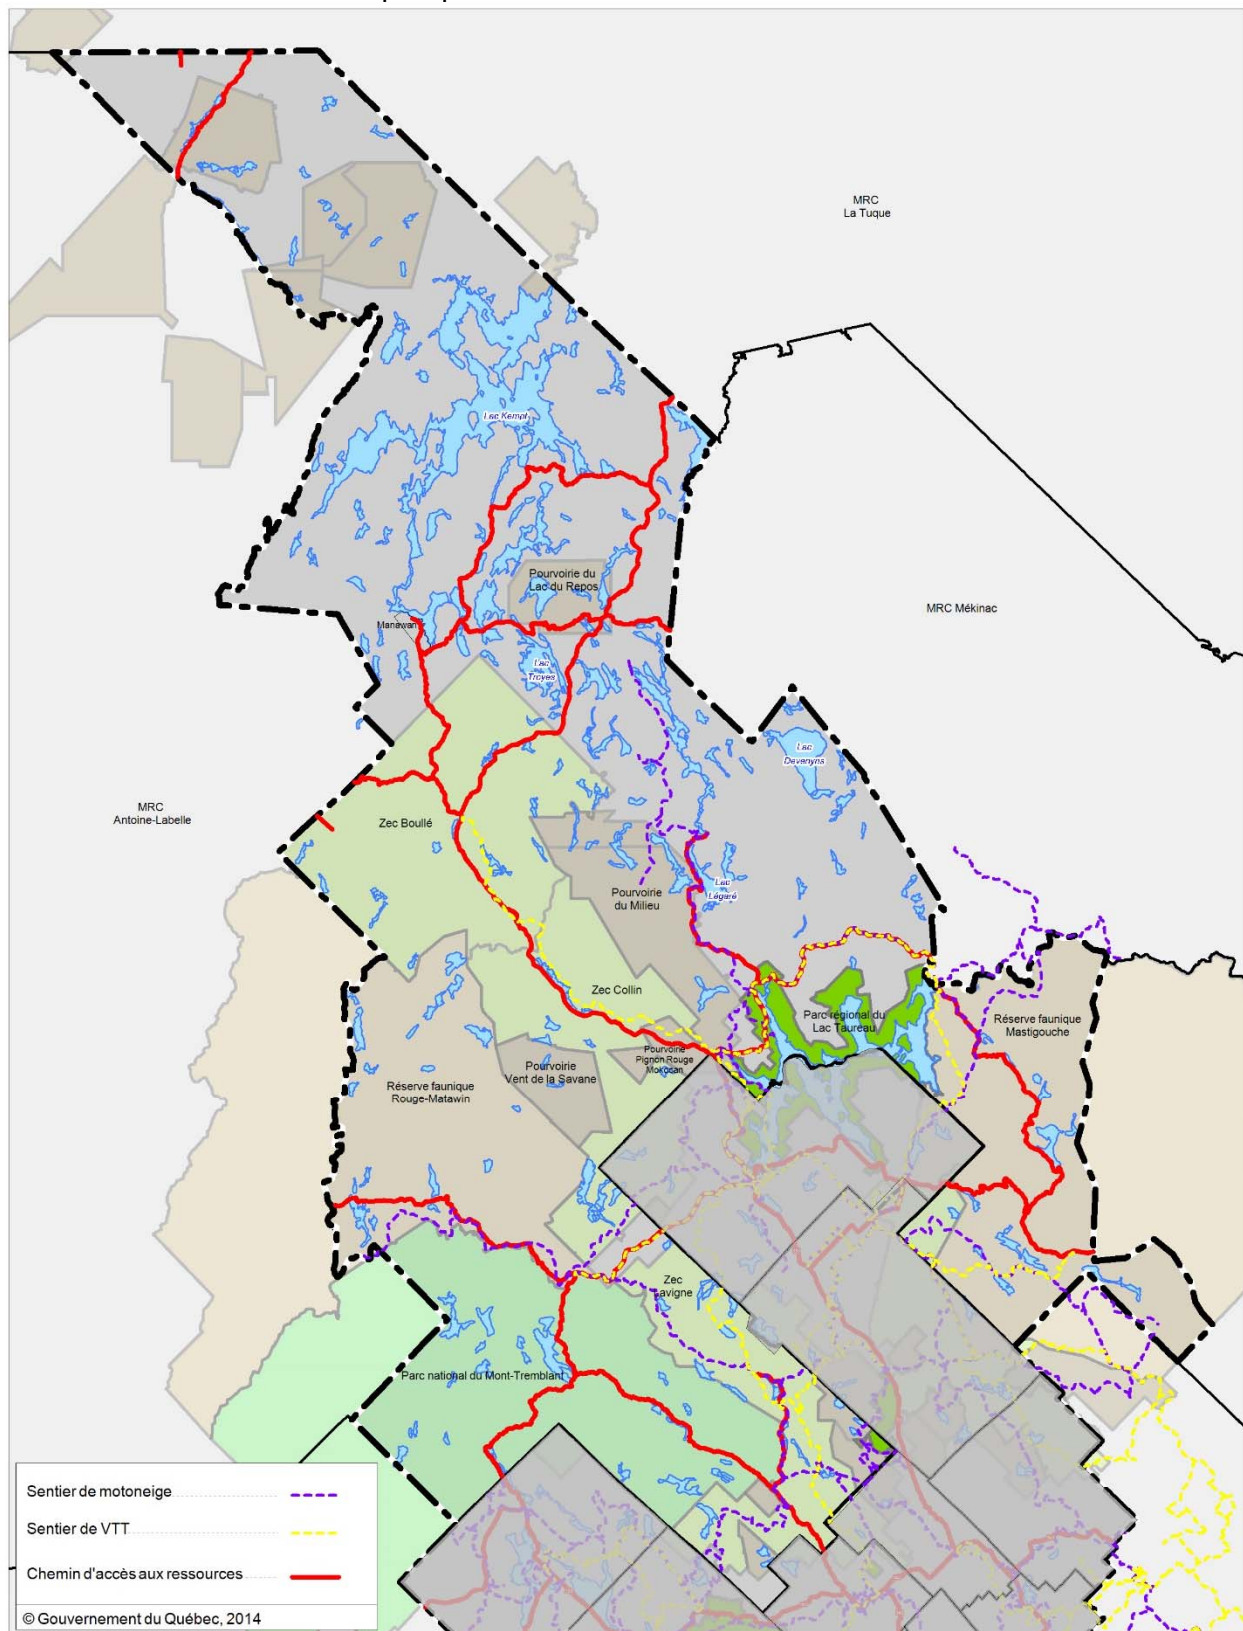 MRC
La Tuque
Lac Kempt
Pourvoirie du
Lac du Repos
MRC Mékinac
Manawan
Lac
Troyes
Lac
Devenyns
MRC
Antoine-Labelle
Zec Boullé
Pourvoirie
du Milieu
Lac
Légaré
Zec Collin
Parc régional du
Lac Taureau
Réserve faunique
Mastigouche
Pourvoirie
Pignon Rouge
Mokocan
Pourvoirie
Vent de la Savane
Réserve faunique
Rouge-Matawin
Zec
Lavigne
Parc national du Mont-Tremblant
Sentier de motoneige
Sentier de VTT
Chemin d'accès aux ressources
© Gouvernement du Québec, 2014